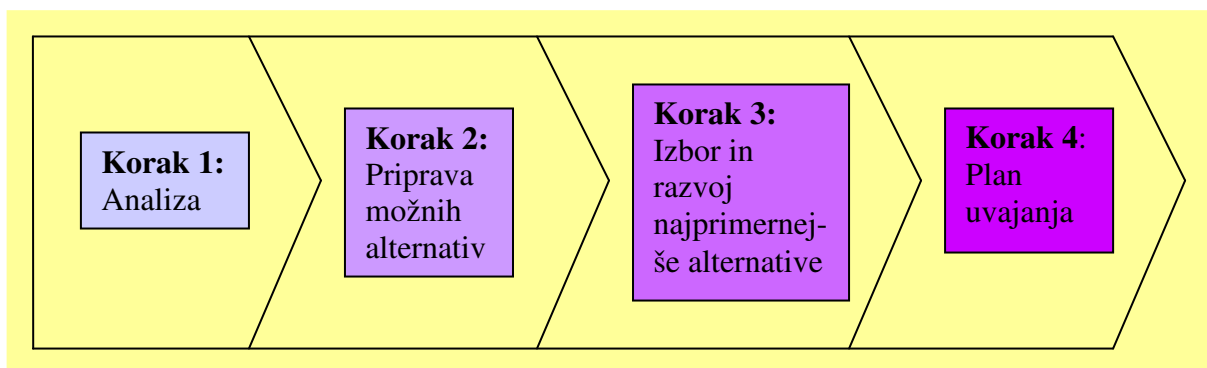 Korak 1:
Analiza
Korak 2:
Priprava
možnih
alternativ
Korak 3:
Izbor in
razvoj
najprimernej-
še alternative
Korak 4:
Plan
uvajanja